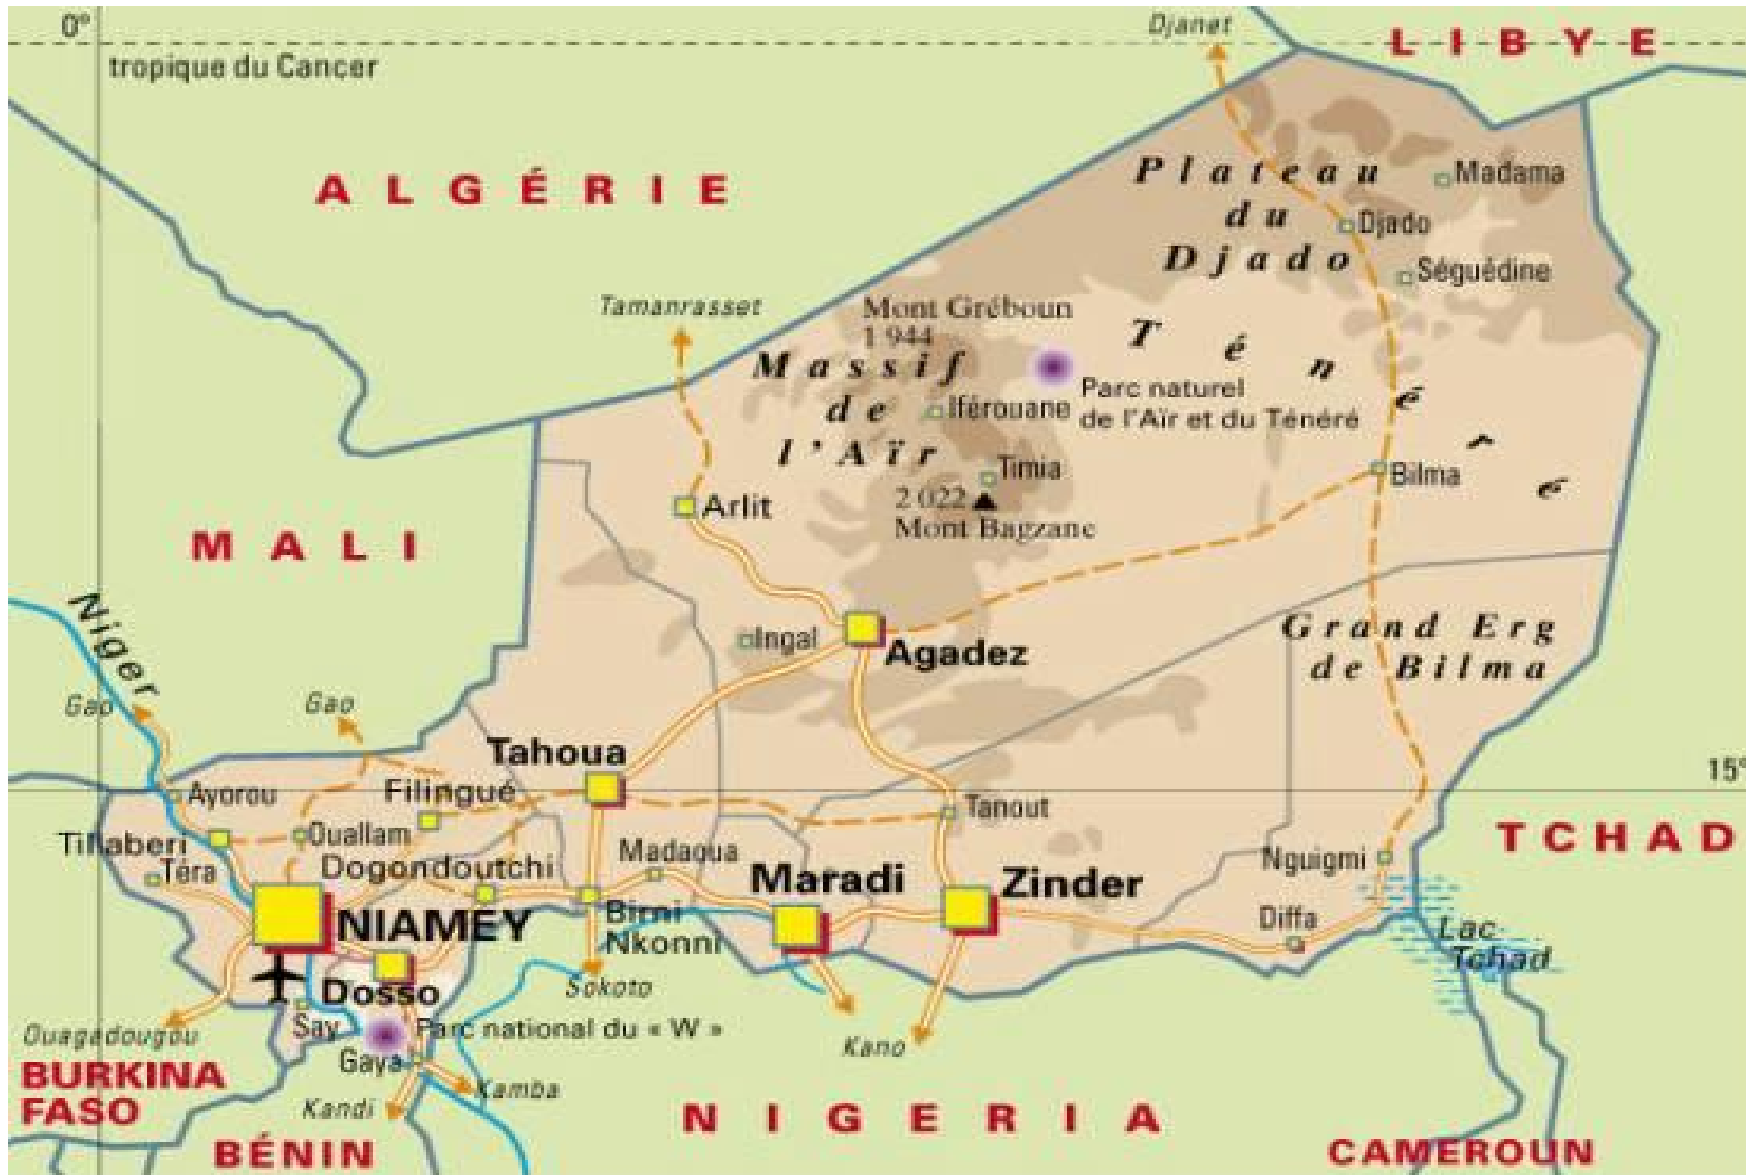 0°
Djanet
LIBYE
tropique du Cancer
ALGÉRIE
Plateau
du
Djado
Madama
Djado
Séguédine
Tamanrasset
Mont Gréboun
1 944
Massif
de
l'Aïr
Iférouane
Ténéré
Parc naturel
de l'Aïr et du Ténéré
Timia
2 022
Mont Bagzane
Bilma
Arlit
MALI
Niger
Ingal
Agadez
Grand Erg
de Bilma
Gao
Gao
Tahoua
15°
Ayorou
Filingué
Tanout
Tillaberi
Ouallam
TCHAD
Téra
Dogondoutchi
Madaoua
Maradi
Zinder
Nguigmi
NIAMEY
Birni
Nkonni
Diffa
Lac
Tchad
Dosso
Sokoto
Ouagadougou
Say
Parc national du « W »
Kano
Gaya
BURKINA
FASO
Kandi
Kamba
NIGERIA
BÉNIN
CAMEROUN